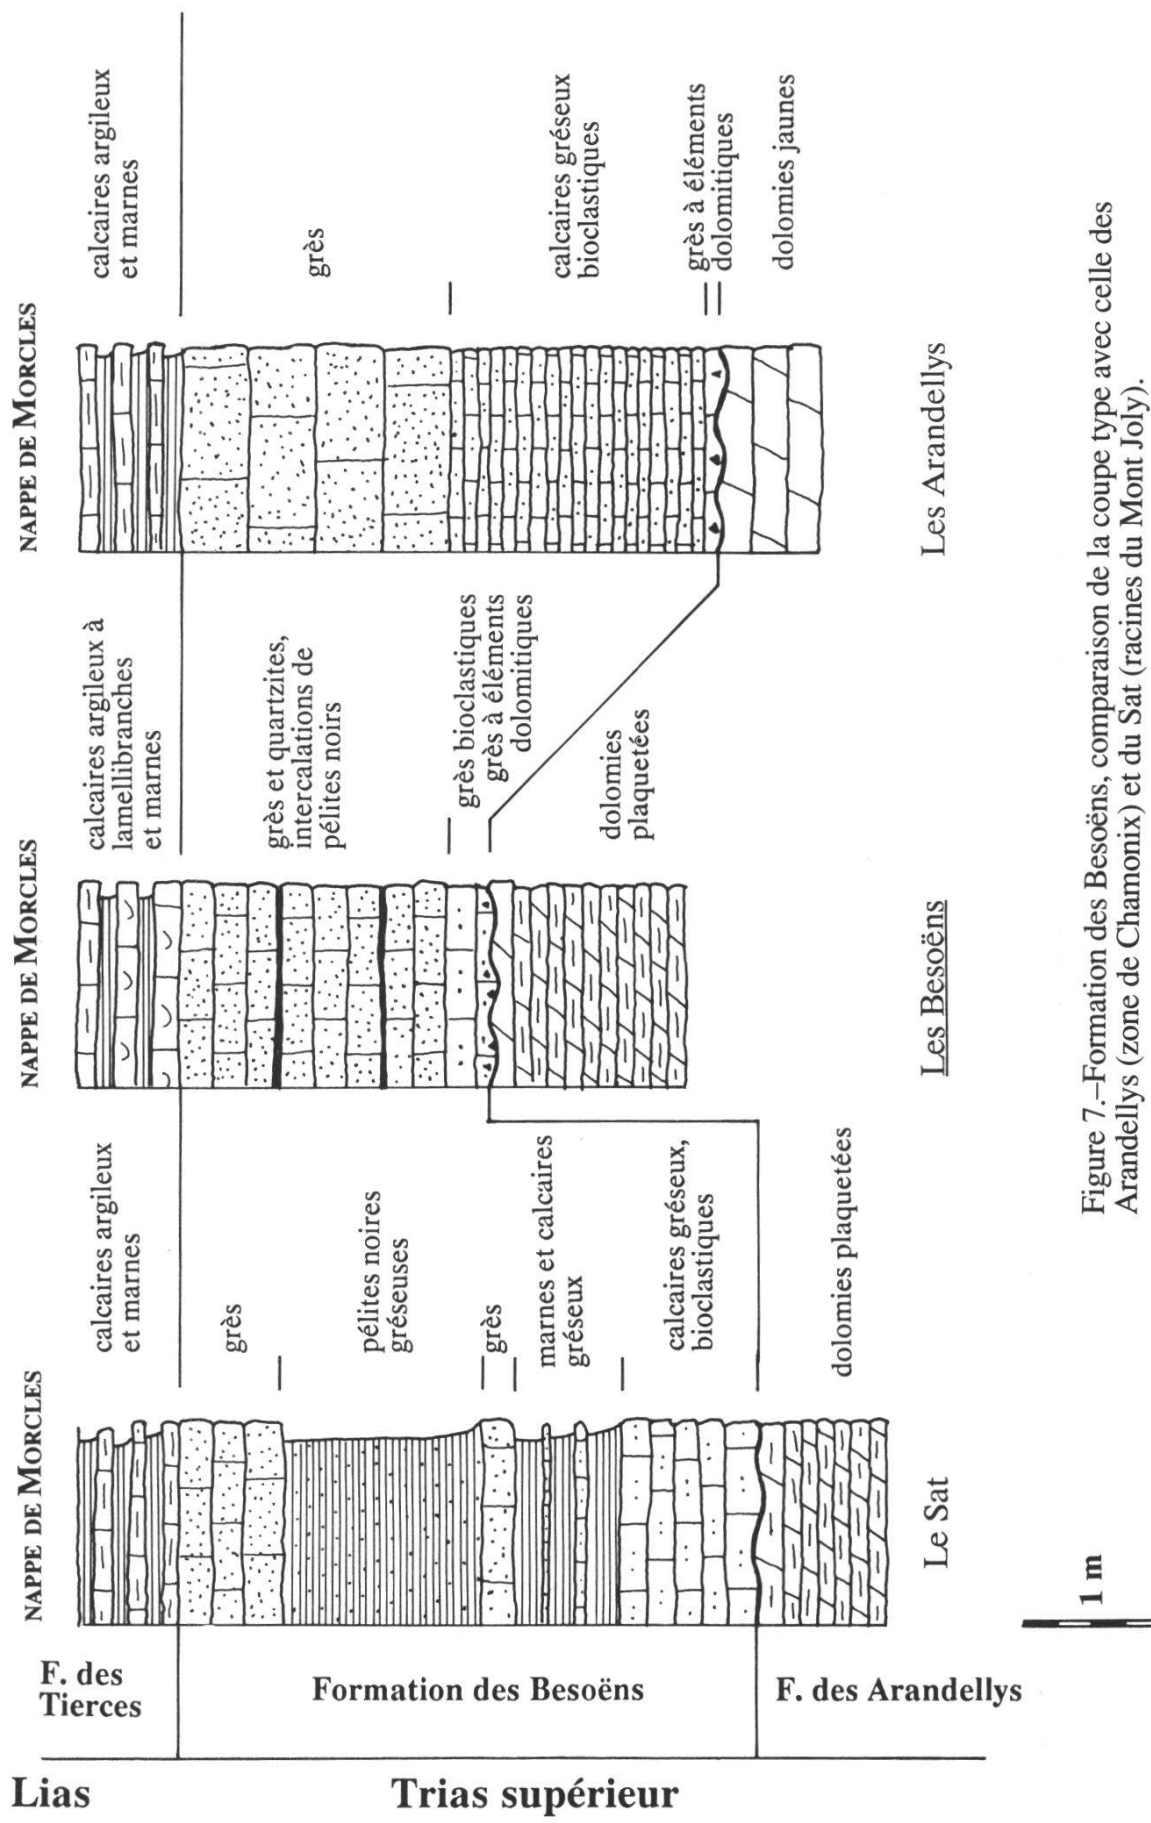 Lias
Trias supérieur
F. des
Tierces
Formation des Besoëns
F. des Arandellys
NAPPE DE MORCLES
calcaires argileux
et marnes
grès
pélites noires
gréseuses
grès
marnes et calcaires
gréseux
calcaires gréseux,
bioclastiques
dolomies plaquetées
Le Sat
NAPPE DE MORCLES
calcaires argileux à
lamellibranches
et marnes
grès et quartzites,
intercalations de
pélites noirs
grès bioclastiques
grès à éléments
dolomitiques
dolomies
plaquetées
Les Besoëns
NAPPE DE MORCLES
calcaires argileux
et marnes
grès
calcaires gréseux
bioclastiques
grès à éléments
dolomitiques
dolomies jaunes
Les Arandellys
1 m
Figure 7.–Formation des Besoëns, comparaison de la coupe type avec celle des
Arandellys (zone de Chamonix) et du Sat (racines du Mont Joly).